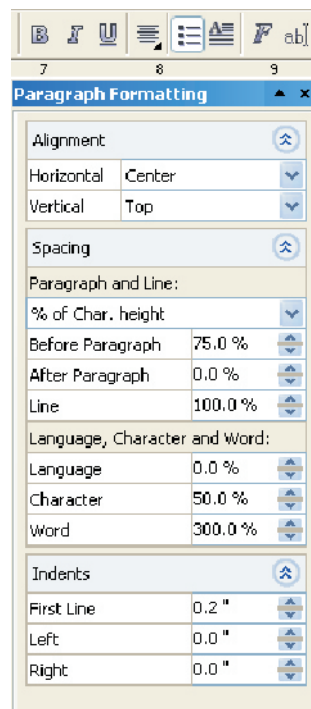 B I U F ab
7 8 9
Paragraph Formatting
Alignment
Horizontal Center
Vertical Top
Spacing
Paragraph and Line:
% of Char. height
Before Paragraph 75.0 %
After Paragraph 0.0 %
Line 100.0 %
Language, Character and Word:
Language 0.0 %
Character 50.0 %
Word 300.0 %
Indents
First Line 0.2 "
Left 0.0 "
Right 0.0 "